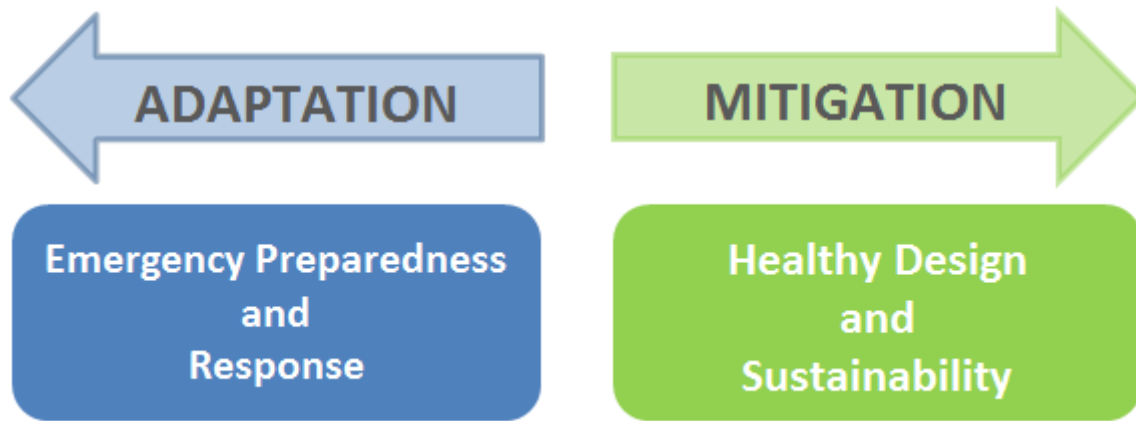 ADAPTATION
MITIGATION
Emergency Preparedness
and
Response
Healthy Design
and
Sustainability